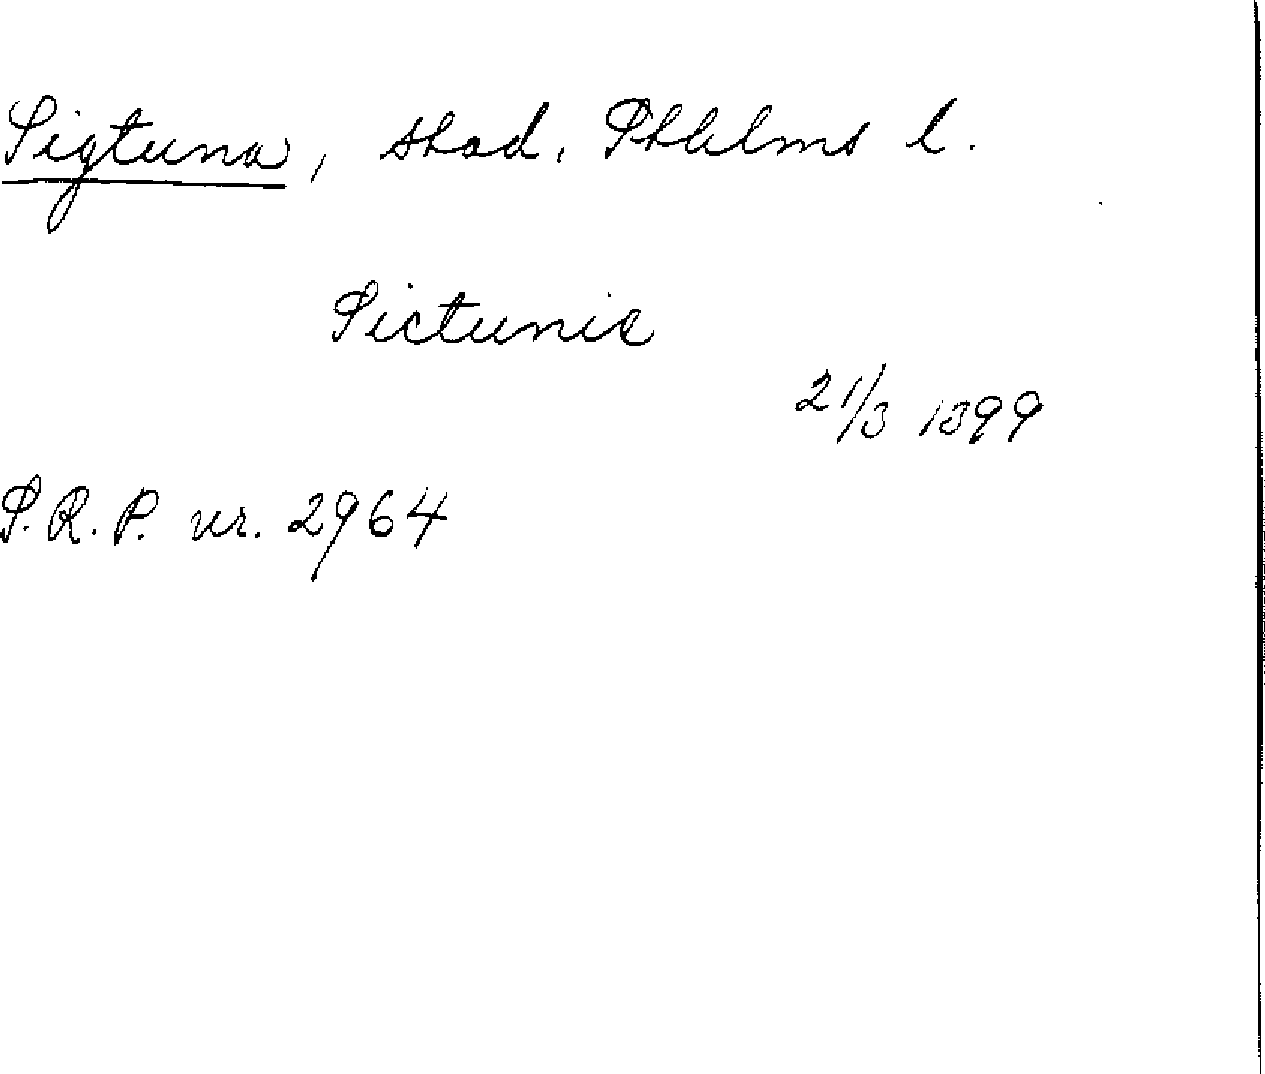 Sigtuna, stad, Sthlms l.
Sictunie
21/3 1399
S.R.P. nr. 2964